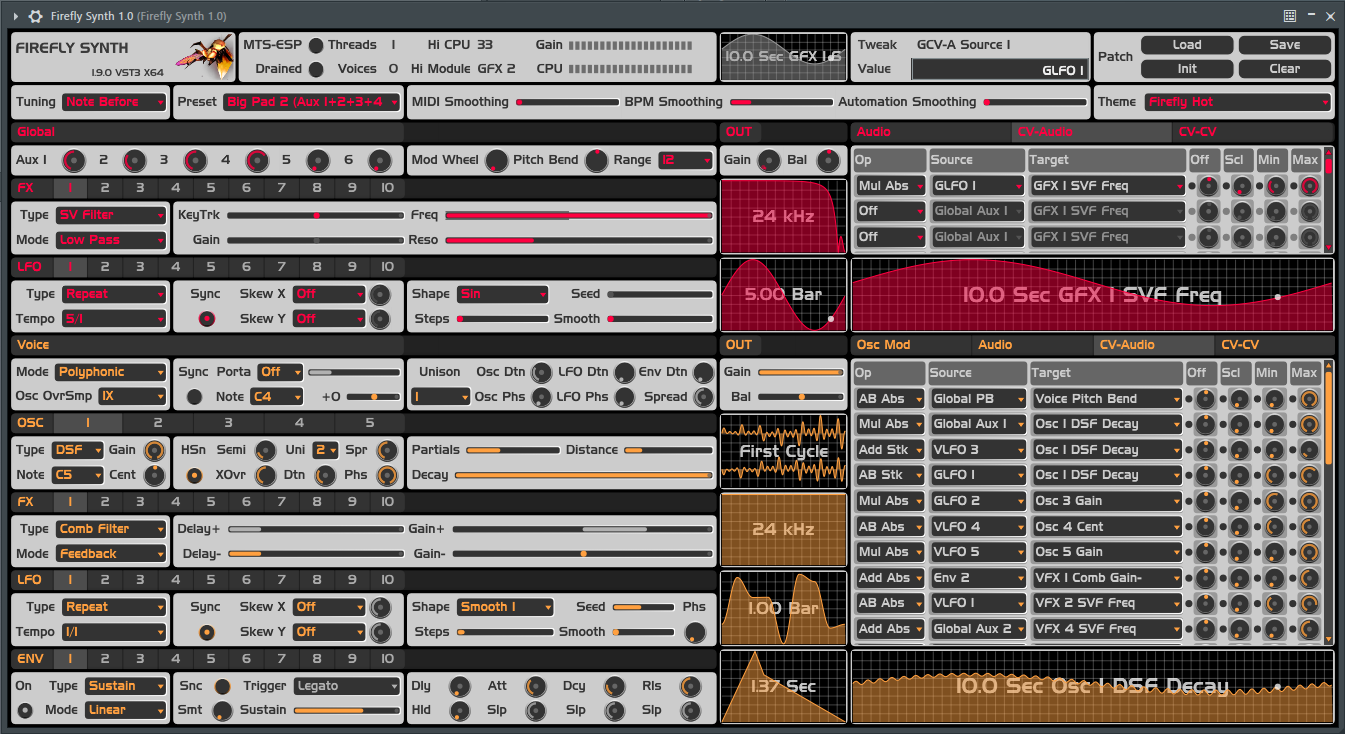 Firefly Synth 1.0 (Firefly Synth 1.0)
FIREFLY SYNTH
1.9.0 VST3 X64
MTS-ESP Threads 1 Hi CPU 33 Gain
Drained Voices 0 Hi Module GFX 2 CPU
10.0 Sec GFX 1.6
Tweak GCV-A Source 1
Value GLFO 1
Patch Load Save
Init Clear
Tuning Note Before Preset Big Pad 2 (Aux 1+2+3+4 MIDI Smoothing BPM Smoothing Automation Smoothing Theme Firefly Hot
Global OUT Audio CV-Audio CV-CV
Aux 1 2 3 4 5 6 Mod Wheel Pitch Bend Range 12 Gain Bal
Op Source Target Off Scl Min Max
Mul Abs GLFO 1 GFX 1 SVF Freq
Off Global Aux 1 GFX 1 SVF Freq
Off Global Aux 1 GFX 1 SVF Freq
FX 1 2 3 4 5 6 7 8 9 10
Type SV Filter KeyTrk Freq
Mode Low Pass Gain Reso
24 kHz
LFO 1 2 3 4 5 6 7 8 9 10
Type Repeat Sync Skew X Off Shape Sin Seed
Tempo 5/1 Skew Y Off Steps Smooth
5.00 Bar
10.0 Sec GFX 1 SVF Freq
Voice OUT Osc Mod Audio CV-Audio CV-CV
Mode Polyphonic Sync Porta Off Unison Osc Dtn LFO Dtn Env Dtn Gain
Osc OvrSmp 1X Note C4 +0 1 Osc Phs LFO Phs Spread Bal
Op Source Target Off Scl Min Max
AB Abs Global PB Voice Pitch Bend
Mul Abs Global Aux 1 Osc 1 DSF Decay
Add Stk VLFO 3 Osc 1 DSF Decay
AB Stk GLFO 1 Osc 1 DSF Decay
Mul Abs GLFO 2 Osc 3 Gain
AB Abs VLFO 4 Osc 4 Cent
Mul Abs VLFO 5 Osc 5 Gain
Add Abs Env 2 VFX 1 Comb Gain-
AB Abs VLFO 1 VFX 2 SVF Freq
Add Abs Global Aux 2 VFX 4 SVF Freq
OSC 1 2 3 4 5
Type DSF Gain HSn Semi Uni 2 Spr Partials Distance
Note C5 Cent XOvr Dtn Phs Decay
First Cycle
FX 1 2 3 4 5 6 7 8 9 10
Type Comb Filter Delay+ Gain+
Mode Feedback Delay- Gain-
24 kHz
LFO 1 2 3 4 5 6 7 8 9 10
Type Repeat Sync Skew X Off Shape Smooth 1 Seed Phs
Tempo 1/1 Skew Y Off Steps Smooth
1.00 Bar
ENV 1 2 3 4 5 6 7 8 9 10
On Type Sustain Snc Trigger Legato Dly Att Dcy Rls
Mode Linear Smt Sustain Hld Slp Slp Slp
1.37 Sec
10.0 Sec Osc 1 DSF Decay